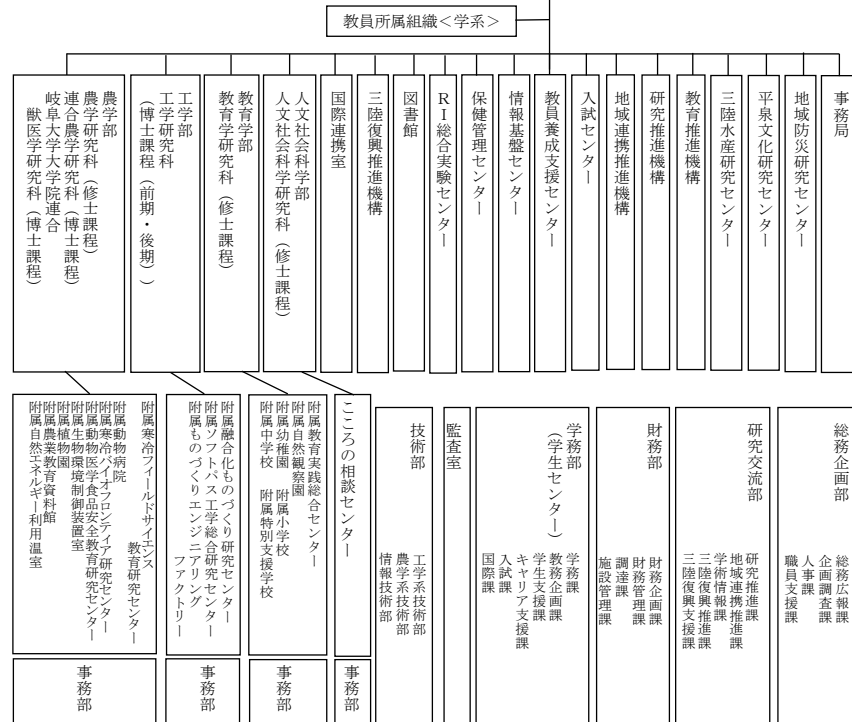 教員所属組織<学系>
事務局
地域防災研究センター
平泉文化研究センター
三陸水産研究センター
教育推進機構
研究推進機構
地域連携推進機構
入試センター
教員養成支援センター
情報基盤センター
保健管理センター
RI総合実験センター
図書館
三陸復興推進機構
国際連携室
人文社会科学部
人文社会科学研究科(修士課程)
教育学部
教育学研究科(修士課程)
工学部
工学研究科
(博士課程(前期・後期))
農学部
農学研究科(修士課程)
連合農学研究科(博士課程)
岐阜大学大学院連合
獣医学研究科(博士課程)
総務企画部
総務広報課
企画調査課
人事課
職員支援課
研究交流部
研究推進課
地域連携推進課
学術情報課
三陸復興推進課
三陸復興支援課
財務部
財務企画課
財務管理課
調達課
施設管理課
学務部
(学生センター)
学務課
教務企画課
学生支援課
キャリア支援課
入試課
国際課
監査室
技術部
工学系技術部
農学系技術部
情報技術部
こころの相談センター
事務部
附属教育実践総合センター
附属自然観察園
附属幼稚園 附属小学校
附属中学校 附属特別支援学校
事務部
附属融合化ものづくり研究センター
附属ソフトパス工学総合研究センター
附属ものづくりエンジニアリング
ファクトリー
事務部
附属寒冷フィールドサイエンス
教育研究センター
附属動物病院
附属寒冷バイオフロンティア研究センター
附属動物医学食品安全教育研究センター
附属生物環境制御装置室
附属植物園
附属農業教育資料館
附属自然エネルギー利用温室
事務部